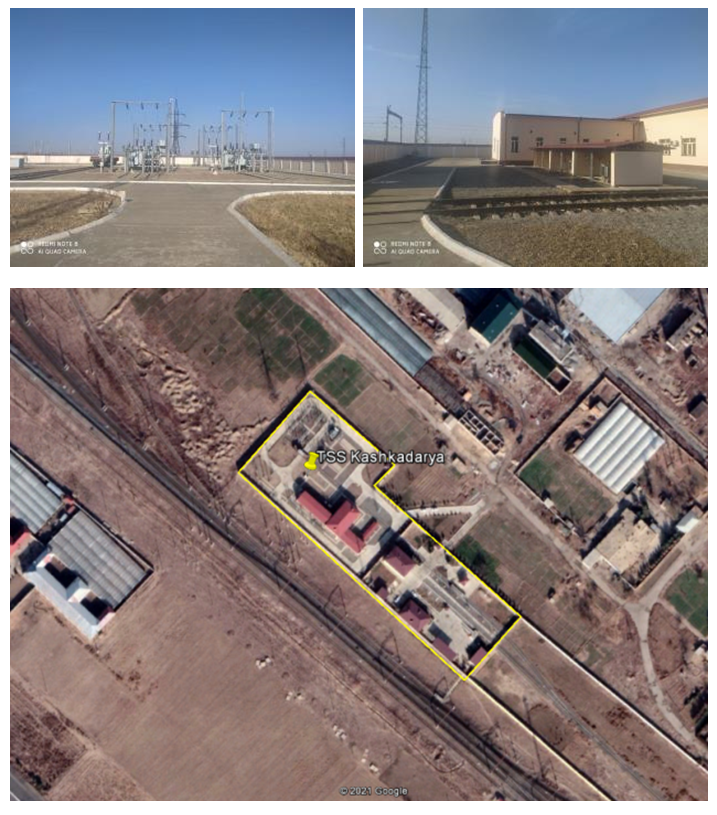 REDMI NOTE 8
AI QUAD CAMERA
REDMI NOTE 8
AI QUAD CAMERA
TSS Kashkadarya
© 2021 Google